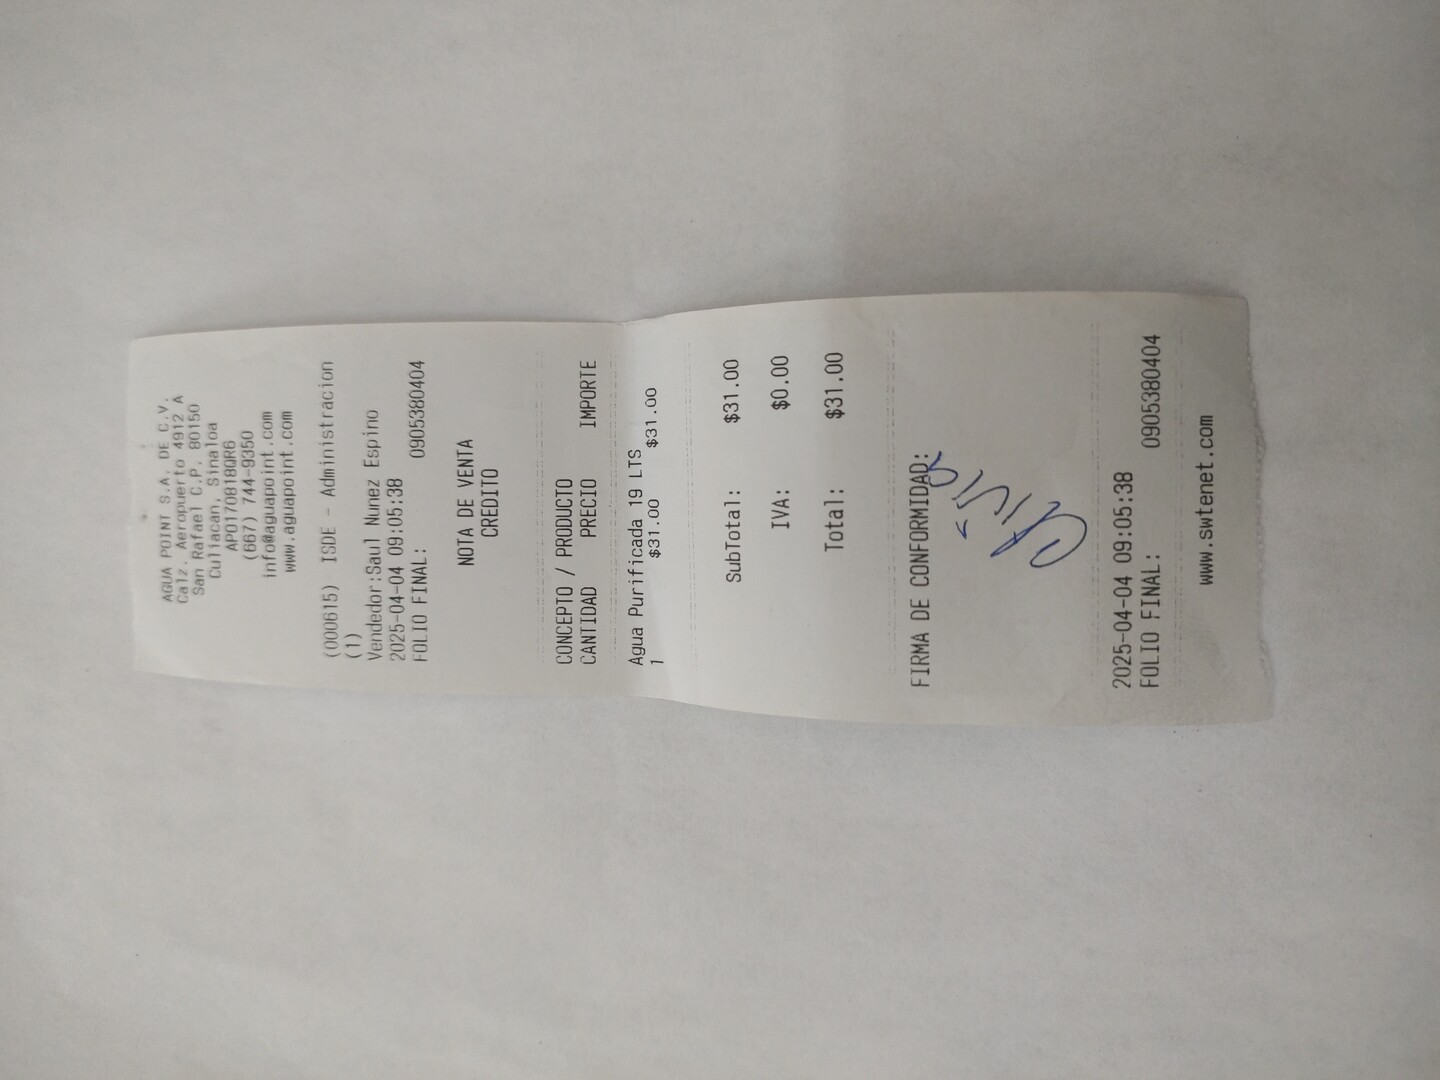 AGUA POINT S.A. DE C.V.
Calz. Aeropuerto 4912 A
San Rafael C.P. 80150
Culiacan, Sinaloa
APO170818QR6
(667) 744-9350
info@aguapoint.com
www.aguapoint.com
(000615) ISDE - Administracion
(1)
Vendedor:Saul Nunez Espino
2025-04-04 09:05:38
FOLIO FINAL: 0905380404
NOTA DE VENTA
CREDITO
CONCEPTO / PRODUCTO
CANTIDAD PRECIO IMPORTE
Agua Purificada 19 LTS
1 $31.00 $31.00
SubTotal: $31.00
IVA: $0.00
Total: $31.00
FIRMA DE CONFORMIDAD:
2025-04-04 09:05:38
FOLIO FINAL: 0905380404
www.swtenet.com